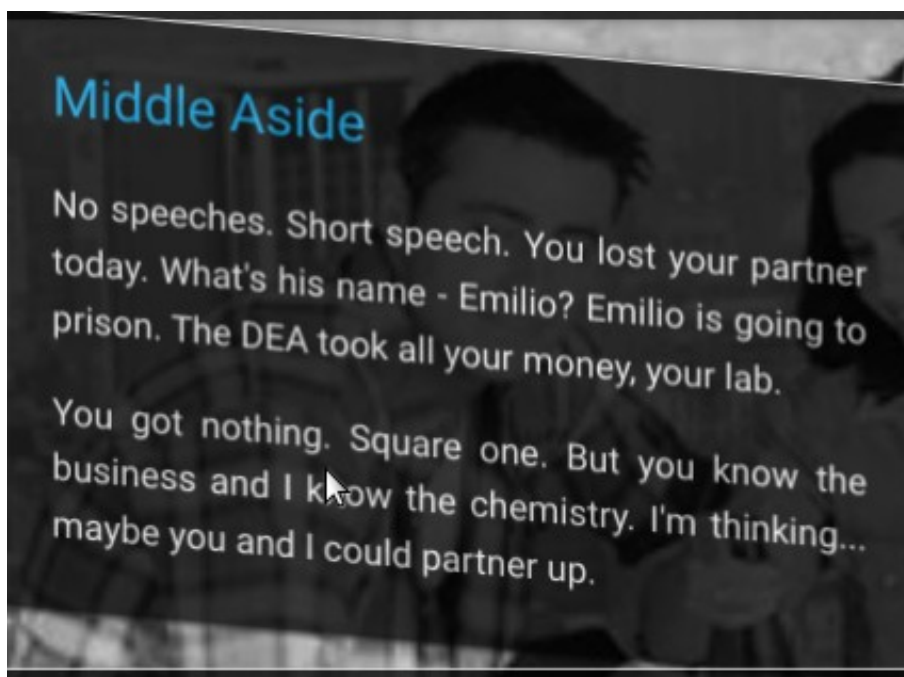 Middle Aside
No speeches. Short speech. You lost your partner
today. What's his name - Emilio? Emilio is going to
prison. The DEA took all your money, your lab.
You got nothing. Square one. But you know the
business and I know the chemistry. I'm thinking...
maybe you and I could partner up.